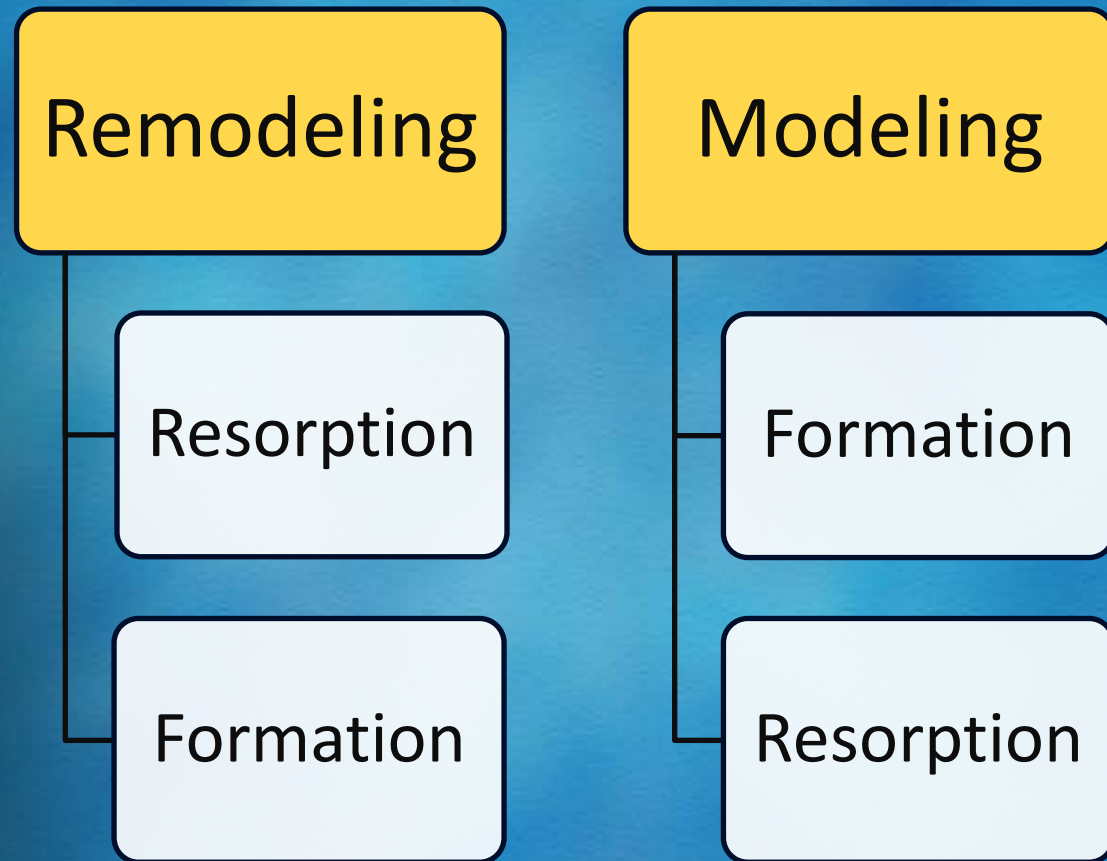 Remodeling
Resorption
Formation
Modeling
Formation
Resorption